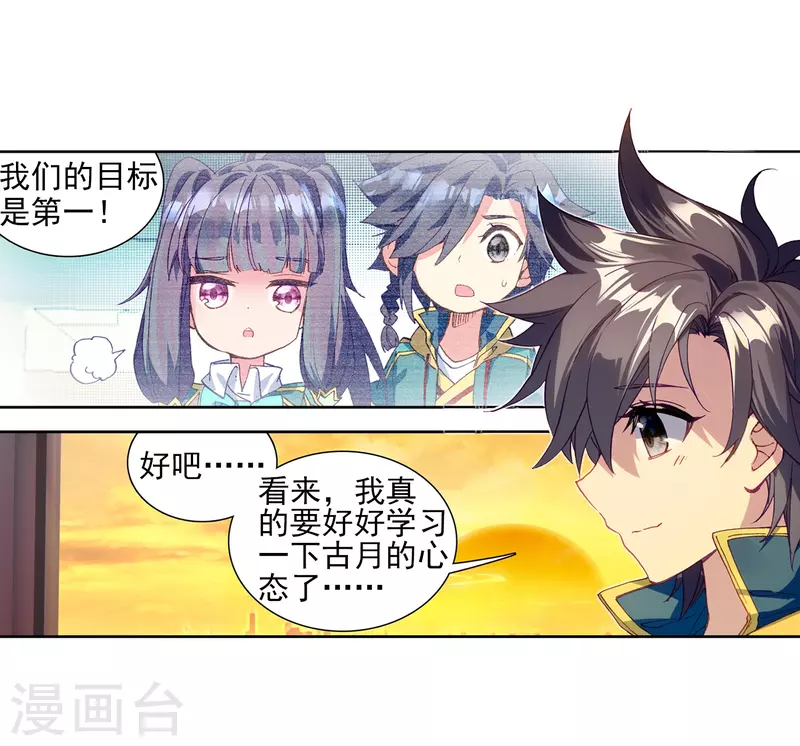 我们的目标
是第一！
好吧……
看来，我真
的要好好学习
一下古月的心
态了……
漫画台